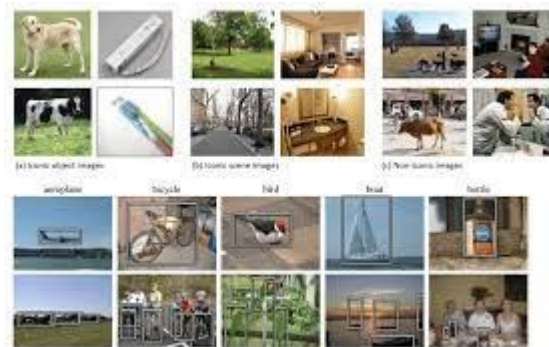 (a) Iconic object images
(b) Iconic scene images
(c) Non-iconic images
aeroplane
bicycle
bird
boat
bottle